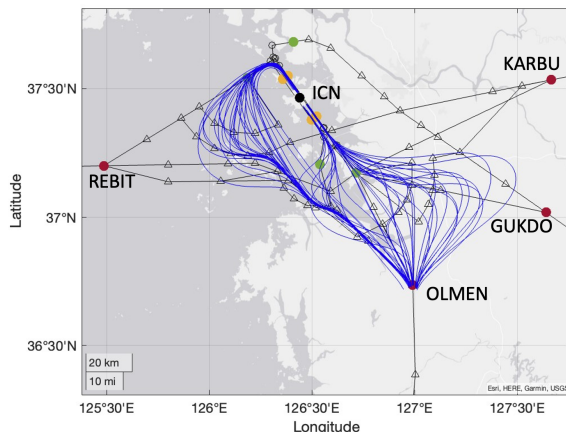 37°30'N
KARBU
ICN
REBIT
Latitude
37°N
GUKDO
OLMEN
36°30'N
20 km
10 mi
Esri, HERE, Garmin, USGS
125°30'E
126°E
126°30'E
127°E
127°30'E
Longitude